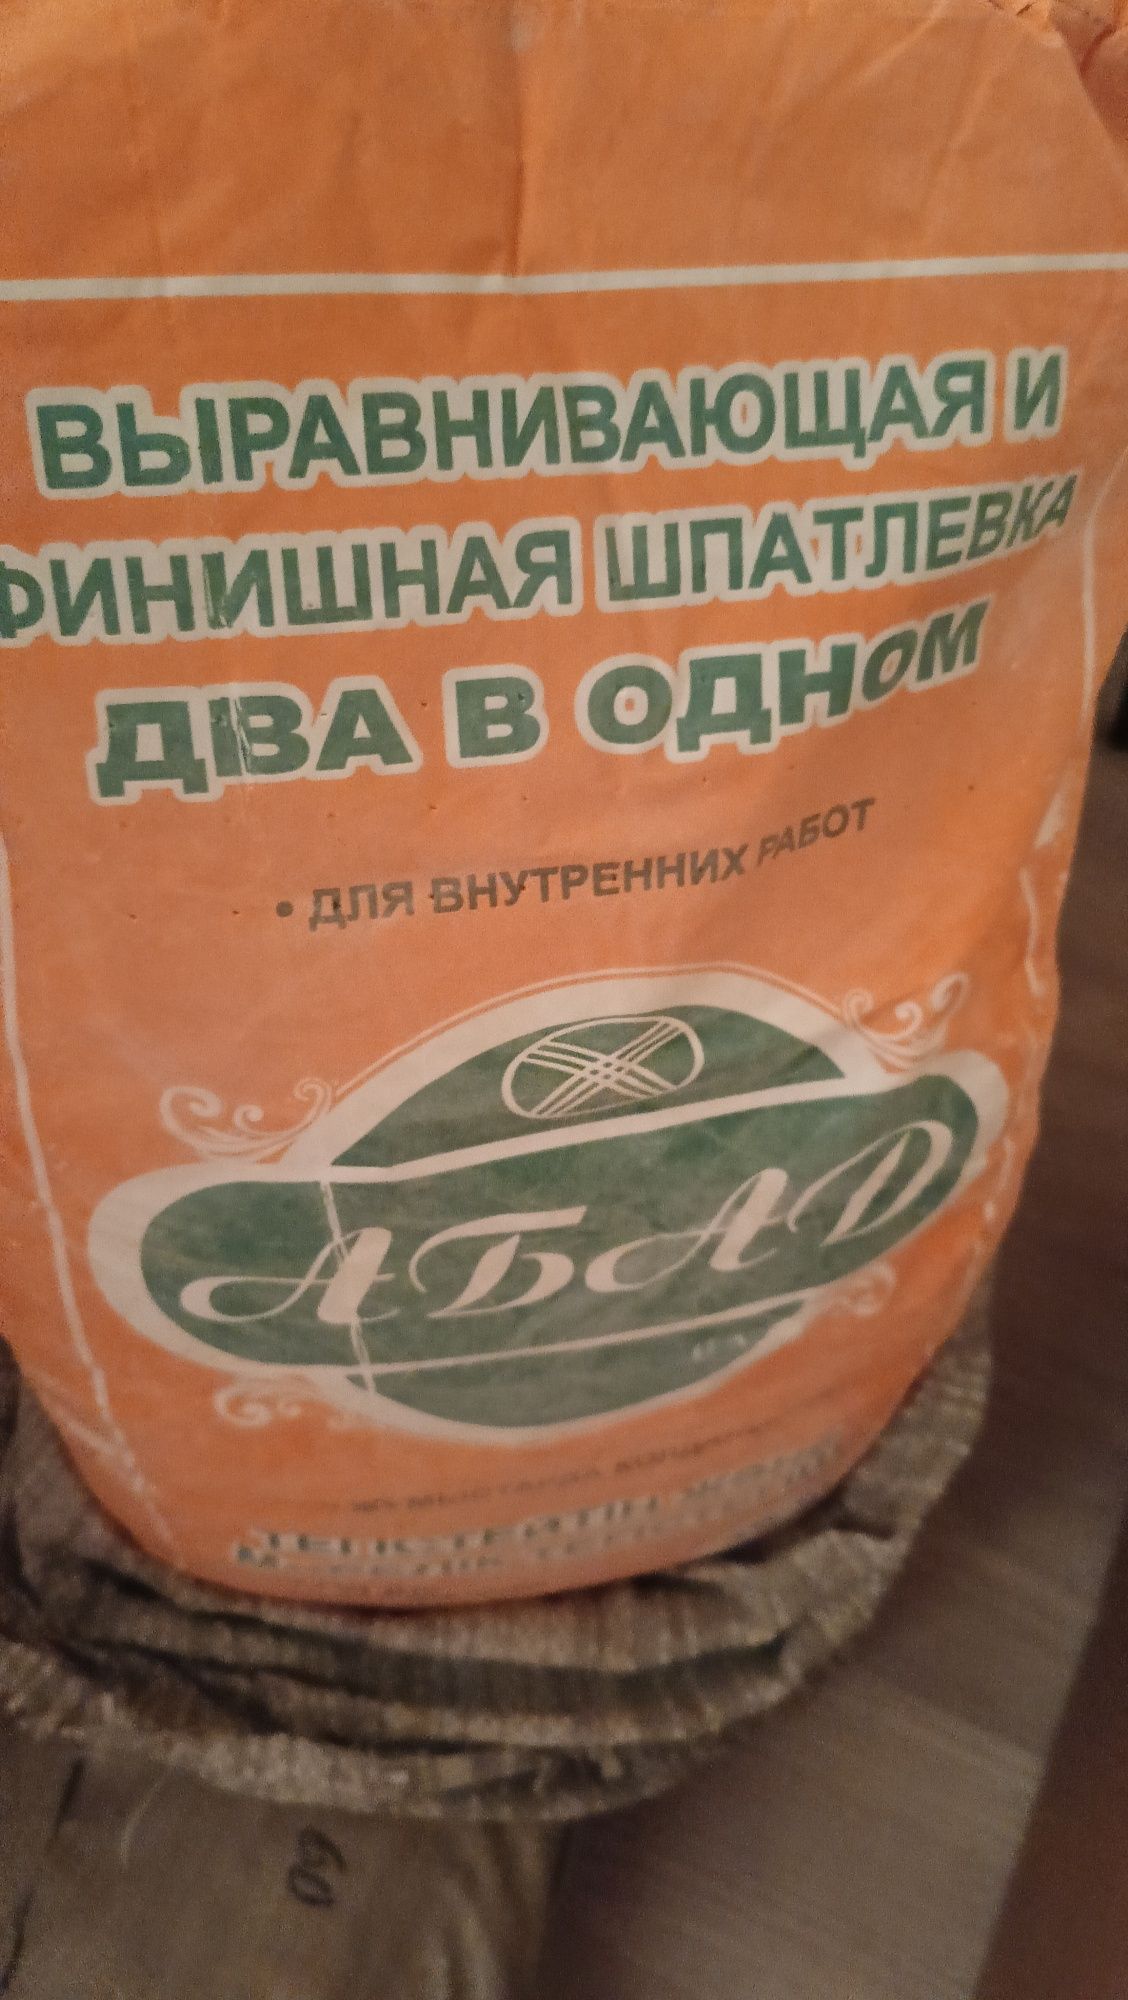 ВЫРАВНИВАЮЩАЯ И
ФИНИШНАЯ ШПАТЛЕВКА
ДВА В ОДНОМ
• ДЛЯ ВНУТРЕННИХ РАБОТ
АБАД